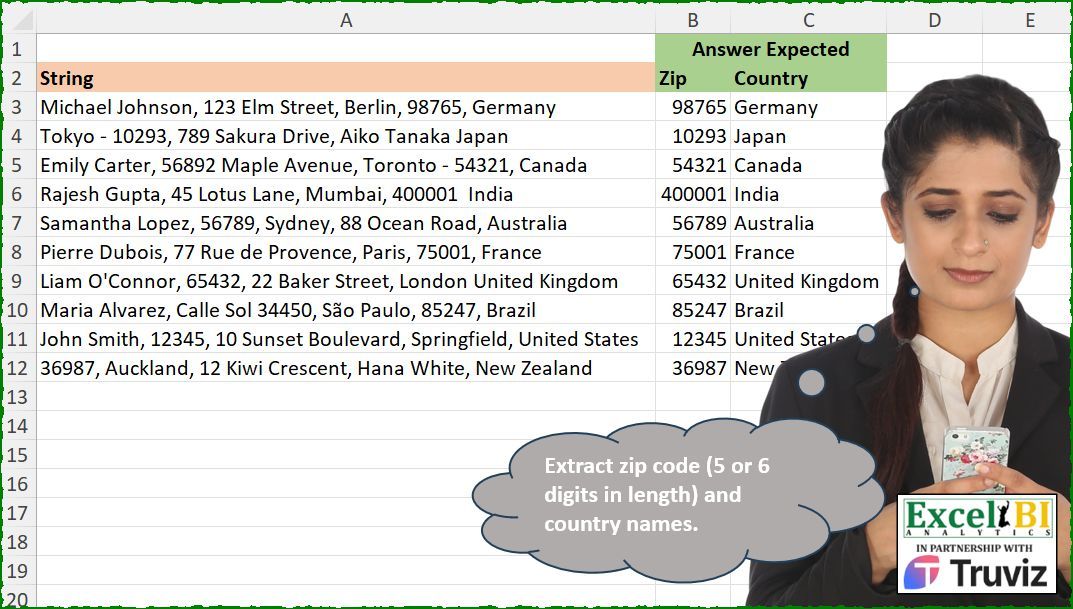 A B C D E
1 Answer Expected
2 String Zip Country
3 Michael Johnson, 123 Elm Street, Berlin, 98765, Germany 98765 Germany
4 Tokyo - 10293, 789 Sakura Drive, Aiko Tanaka Japan 10293 Japan
5 Emily Carter, 56892 Maple Avenue, Toronto - 54321, Canada 54321 Canada
6 Rajesh Gupta, 45 Lotus Lane, Mumbai, 400001  India 400001 India
7 Samantha Lopez, 56789, Sydney, 88 Ocean Road, Australia 56789 Australia
8 Pierre Dubois, 77 Rue de Provence, Paris, 75001, France 75001 France
9 Liam O'Connor, 65432, 22 Baker Street, London United Kingdom 65432 United Kingdom
10 Maria Alvarez, Calle Sol 34450, São Paulo, 85247, Brazil 85247 Brazil
11 John Smith, 12345, 10 Sunset Boulevard, Springfield, United States 12345 United
12 36987, Auckland, 12 Kiwi Crescent, Hana White, New Zealand 36987 New
13
14
15
16
17
18
19
20
Extract zip code (5 or 6
digits in length) and
country names.
Excel BI
ANALYTICS
IN PARTNERSHIP WITH
Truviz